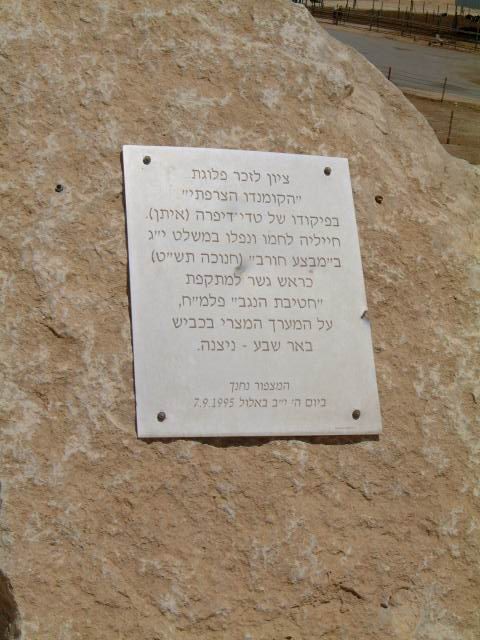 ציון לזכר פלוגת
"הקומנדו הצרפתי"
בפיקודו של טדי דיפרה (איתן).
חייליה לחמו ונפלו במשלט י"ג
ב"מבצע חורב" (חנוכה תש"ט)
כראש גשר למתקפת
"חטיבת הנגב" פלמ"ח,
על המערך המצרי בכביש
באר שבע - ניצנה.
המצפור נחנך
ביום ה' י"ב באלול 7.9.1995